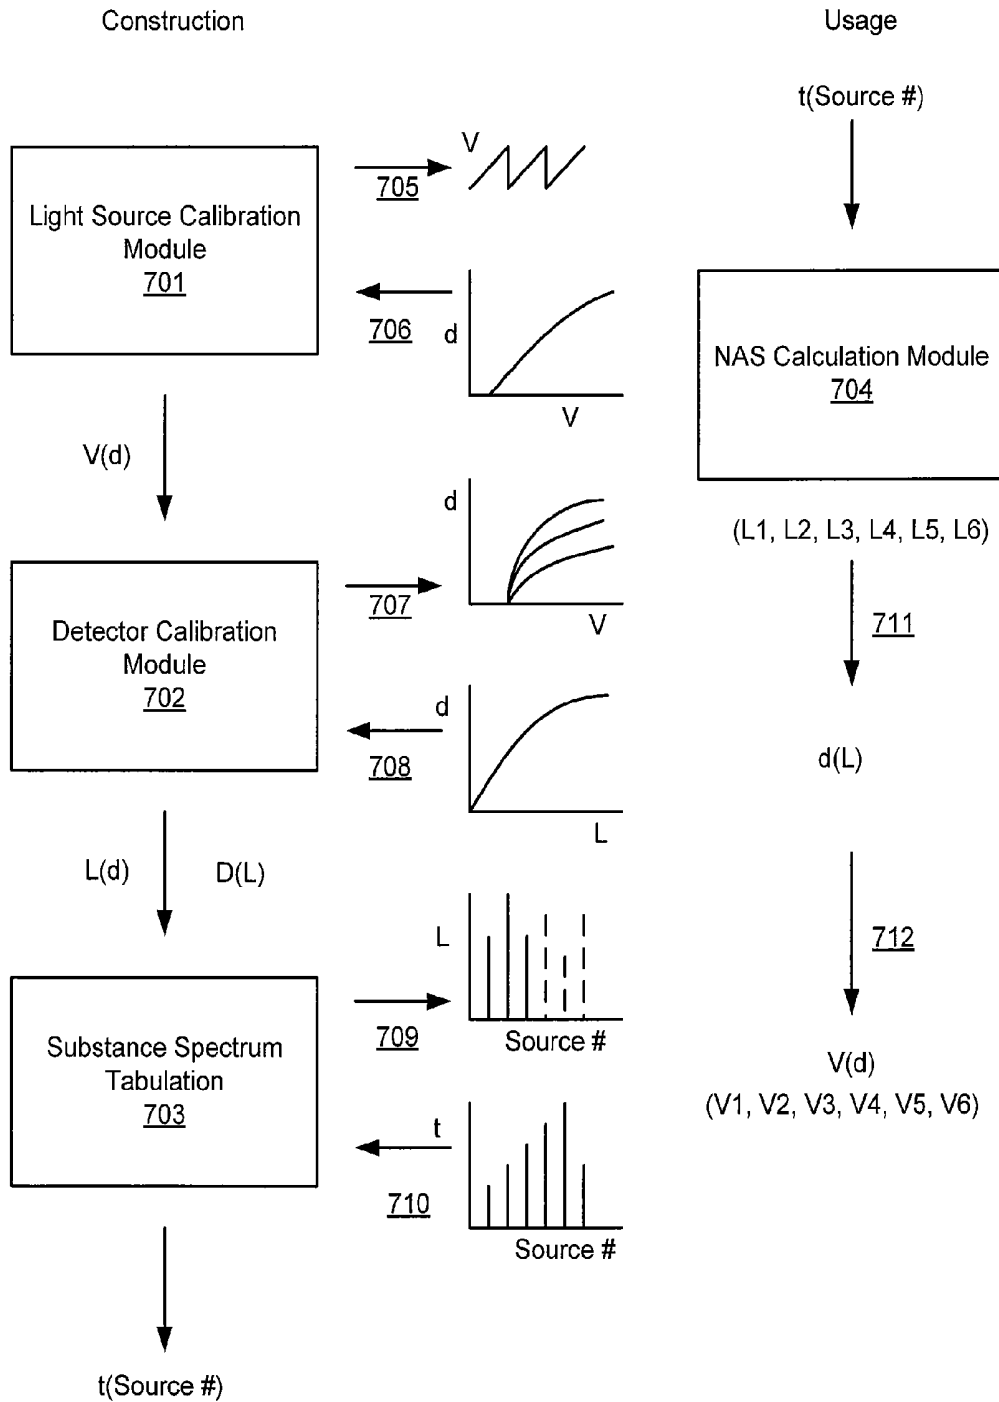 Construction
Usage
t(Source #)
V
705
Light Source Calibration
Module
701
706
d
V
NAS Calculation Module
704
V(d)
d
707
V
(L1, L2, L3, L4, L5, L6)
Detector Calibration
Module
702
711
d
708
L
d(L)
L(d)
D(L)
L
709
Source #
712
Substance Spectrum
Tabulation
703
V(d)
(V1, V2, V3, V4, V5, V6)
t
710
Source #
t(Source #)